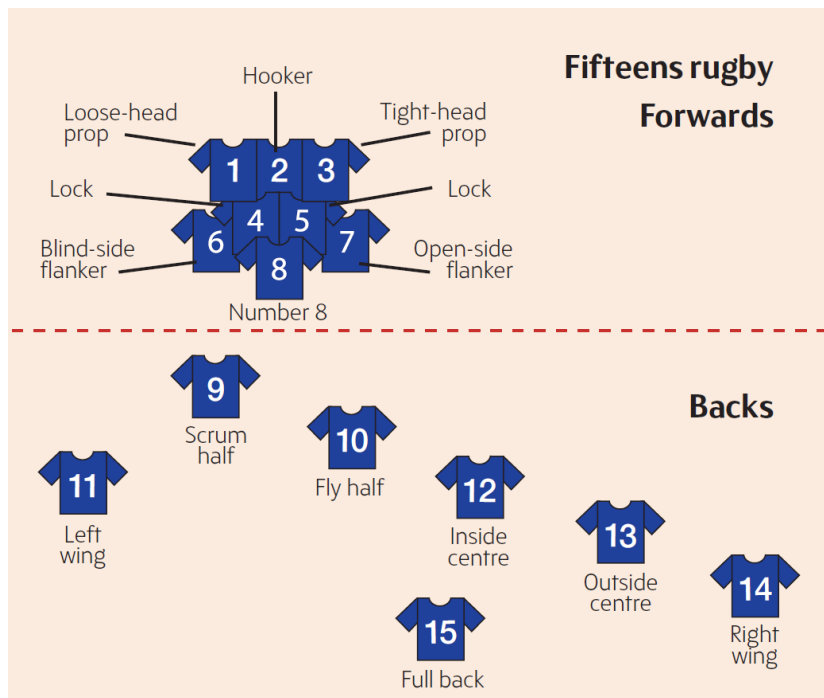 Fifteens rugby
Forwards
Hooker
Loose-head
prop
Tight-head
prop
1 2 3
Lock
Lock
4 5
6 7
Blind-side
flanker
Open-side
flanker
8
Number 8
Backs
9
Scrum
half
10
Fly half
11
Left
wing
12
Inside
centre
13
Outside
centre
14
Right
wing
15
Full back